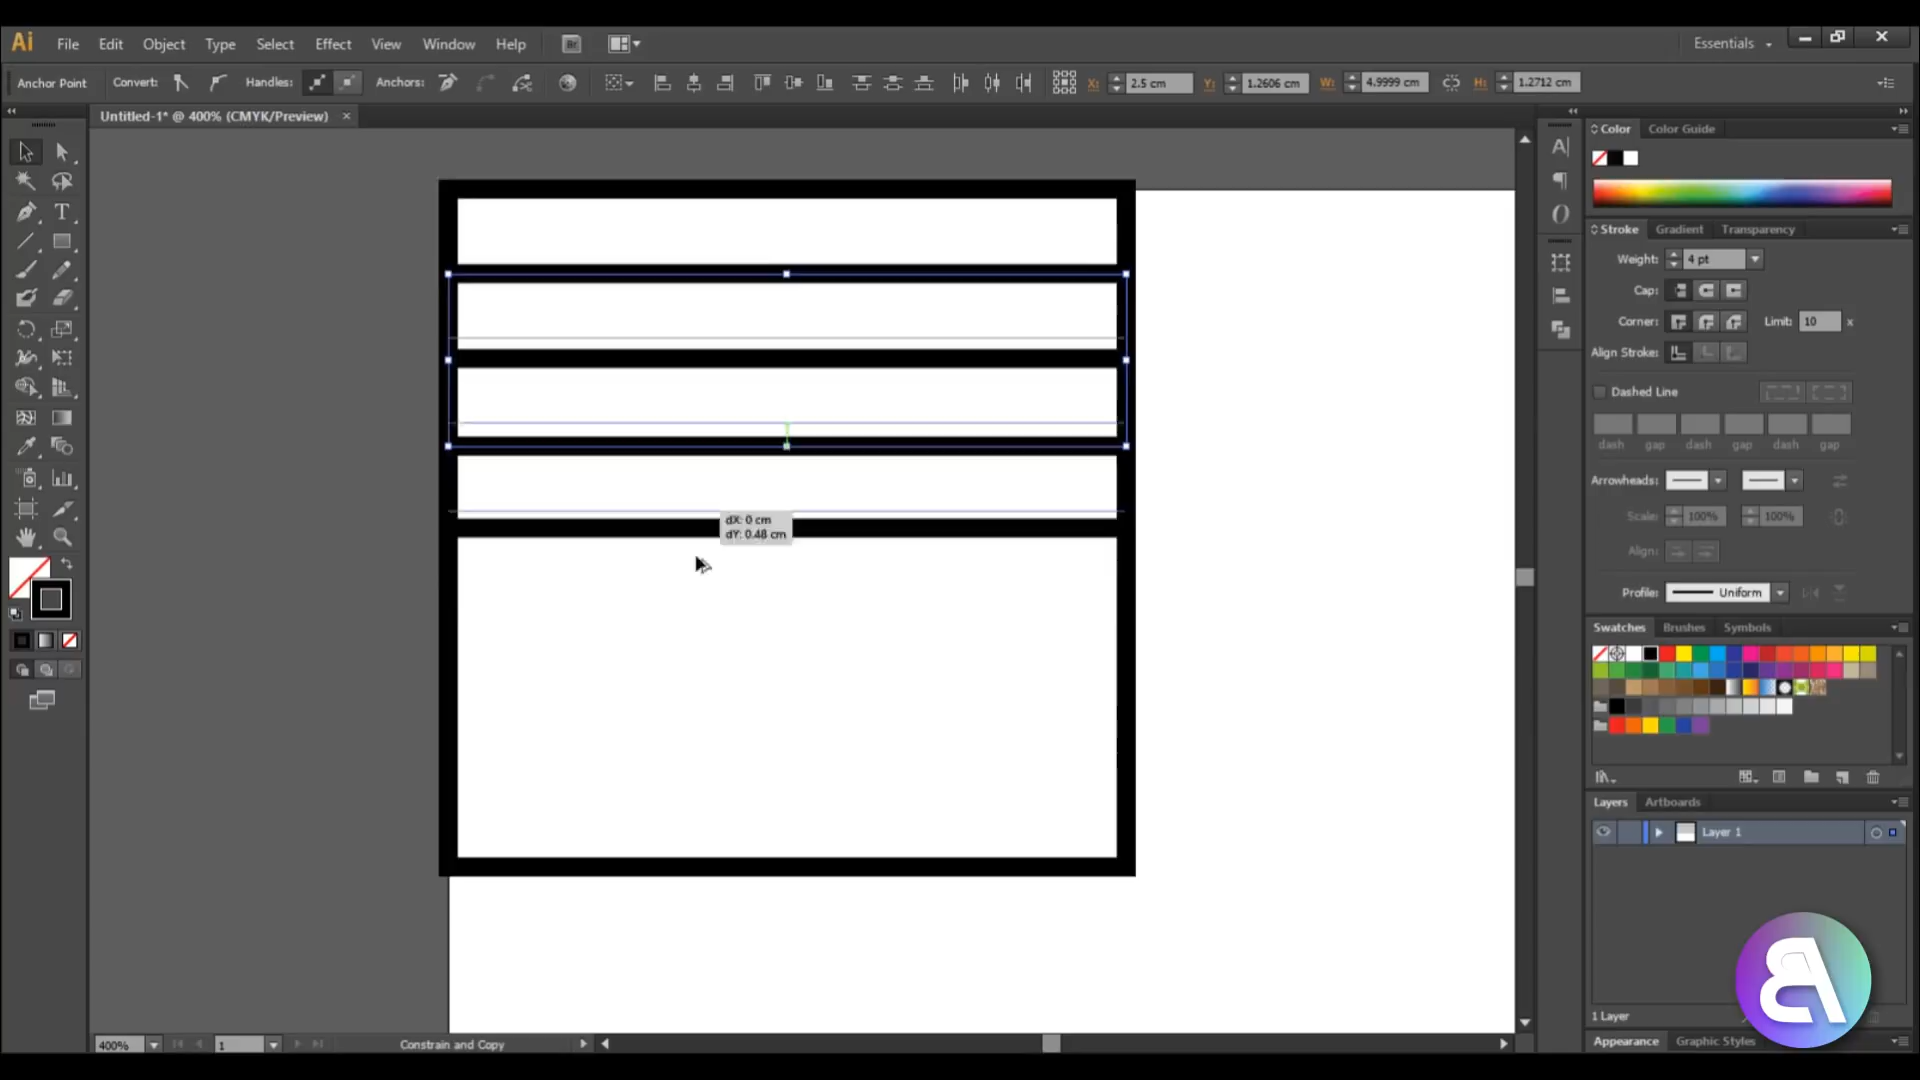 Ai File Edit Object Type Select Effect View Window Help Br Essentials
Anchor Point Convert: Handles: Anchors: X: 2.5 cm Y: 1.2606 cm W: 4.9999 cm H: 1.2712 cm
Untitled-1* @ 400% (CMYK/Preview)
Color Color Guide
Stroke Gradient Transparency
Weight: 4 pt
Cap:
Corner: Limit: 10 x
Align Stroke:
Dashed Line
dash gap dash gap dash gap
Arrowheads:
Scale: 100% 100%
Align:
Profile: Uniform
dX: 0 cm
dY: 0.48 cm
Swatches Brushes Symbols
Layers Artboards
Layer 1
1 Layer
Appearance Graphic Styles
400% 1 Constrain and Copy